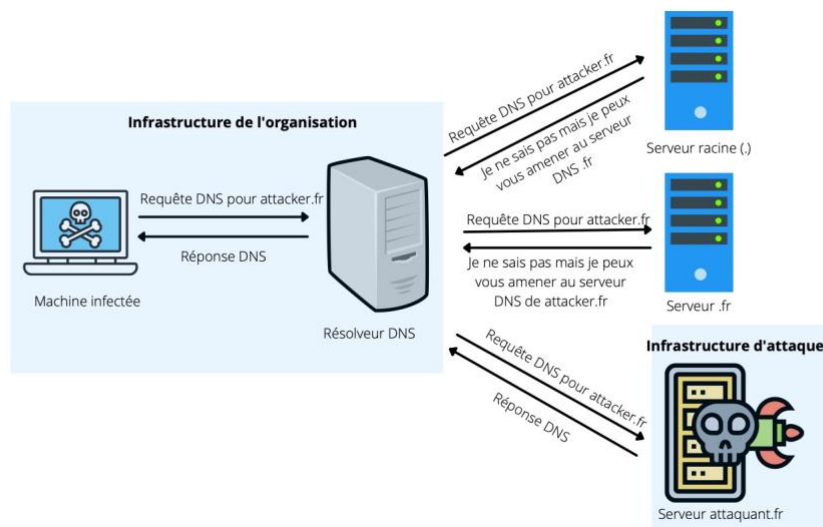 Infrastructure de l'organisation
Requête DNS pour attacker.fr
Réponse DNS
Machine infectée
Résolveur DNS
Requête DNS pour attacker.fr
Je ne sais pas mais je peux
vous amener au serveur
DNS .fr
Serveur racine (.)
Requête DNS pour attacker.fr
Je ne sais pas mais je peux
vous amener au serveur
DNS de attacker.fr
Serveur .fr
Requête DNS pour attacker.fr
Réponse DNS
Infrastructure d'attaque
Serveur attaquant.fr